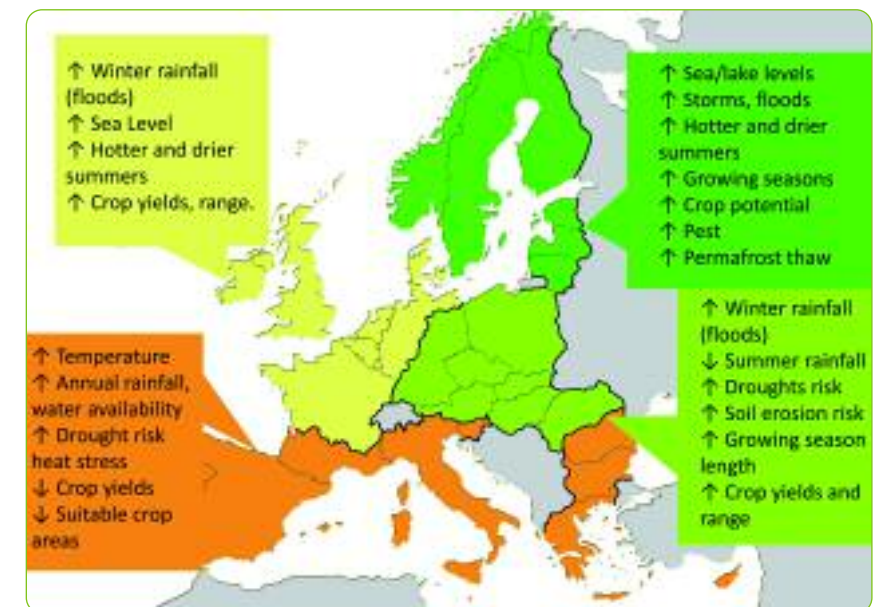 ↑ Winter rainfall
(floods)
↑ Sea Level
↑ Hotter and drier
summers
↑ Crop yields, range.
↑ Sea/lake levels
↑ Storms, floods
↑ Hotter and drier
summers
↑ Growing seasons
↑ Crop potential
↑ Pest
↑ Permafrost thaw
↑ Temperature
↑ Annual rainfall,
water availability
↑ Drought risk
heat stress
↓ Crop yields
↓ Suitable crop
areas
↑ Winter rainfall
(floods)
↓ Summer rainfall
↑ Droughts risk
↑ Soil erosion risk
↑ Growing season
length
↑ Crop yields and
range